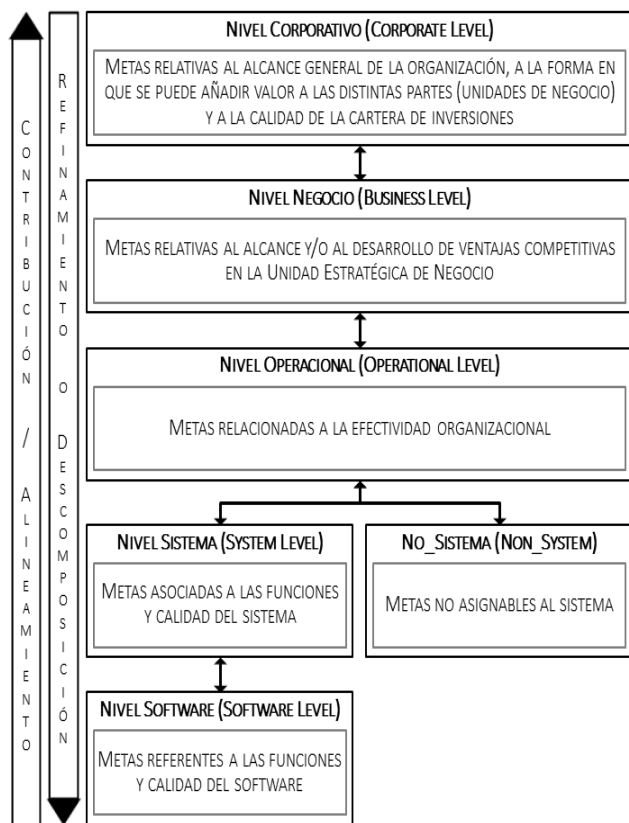 CONTRIBUCIÓN / ALINEAMIENTO
REFINAMIENTO O DESCOMPOSICIÓN
NIVEL CORPORATIVO (CORPORATE LEVEL)
METAS RELATIVAS AL ALCANCE GENERAL DE LA ORGANIZACIÓN, A LA FORMA EN
QUE SE PUEDE AÑADIR VALOR A LAS DISTINTAS PARTES (UNIDADES DE NEGOCIO)
Y A LA CALIDAD DE LA CARTERA DE INVERSIONES
NIVEL NEGOCIO (BUSINESS LEVEL)
METAS RELATIVAS AL ALCANCE Y/O AL DESARROLLO DE VENTAJAS COMPETITIVAS
EN LA UNIDAD ESTRATÉGICA DE NEGOCIO
NIVEL OPERACIONAL (OPERATIONAL LEVEL)
METAS RELACIONADAS A LA EFECTIVIDAD ORGANIZACIONAL
NIVEL SISTEMA (SYSTEM LEVEL)
METAS ASOCIADAS A LAS FUNCIONES
Y CALIDAD DEL SISTEMA
NO_SISTEMA (NON_SYSTEM)
METAS NO ASIGNABLES AL SISTEMA
NIVEL SOFTWARE (SOFTWARE LEVEL)
METAS REFERENTES A LAS FUNCIONES
Y CALIDAD DEL SOFTWARE